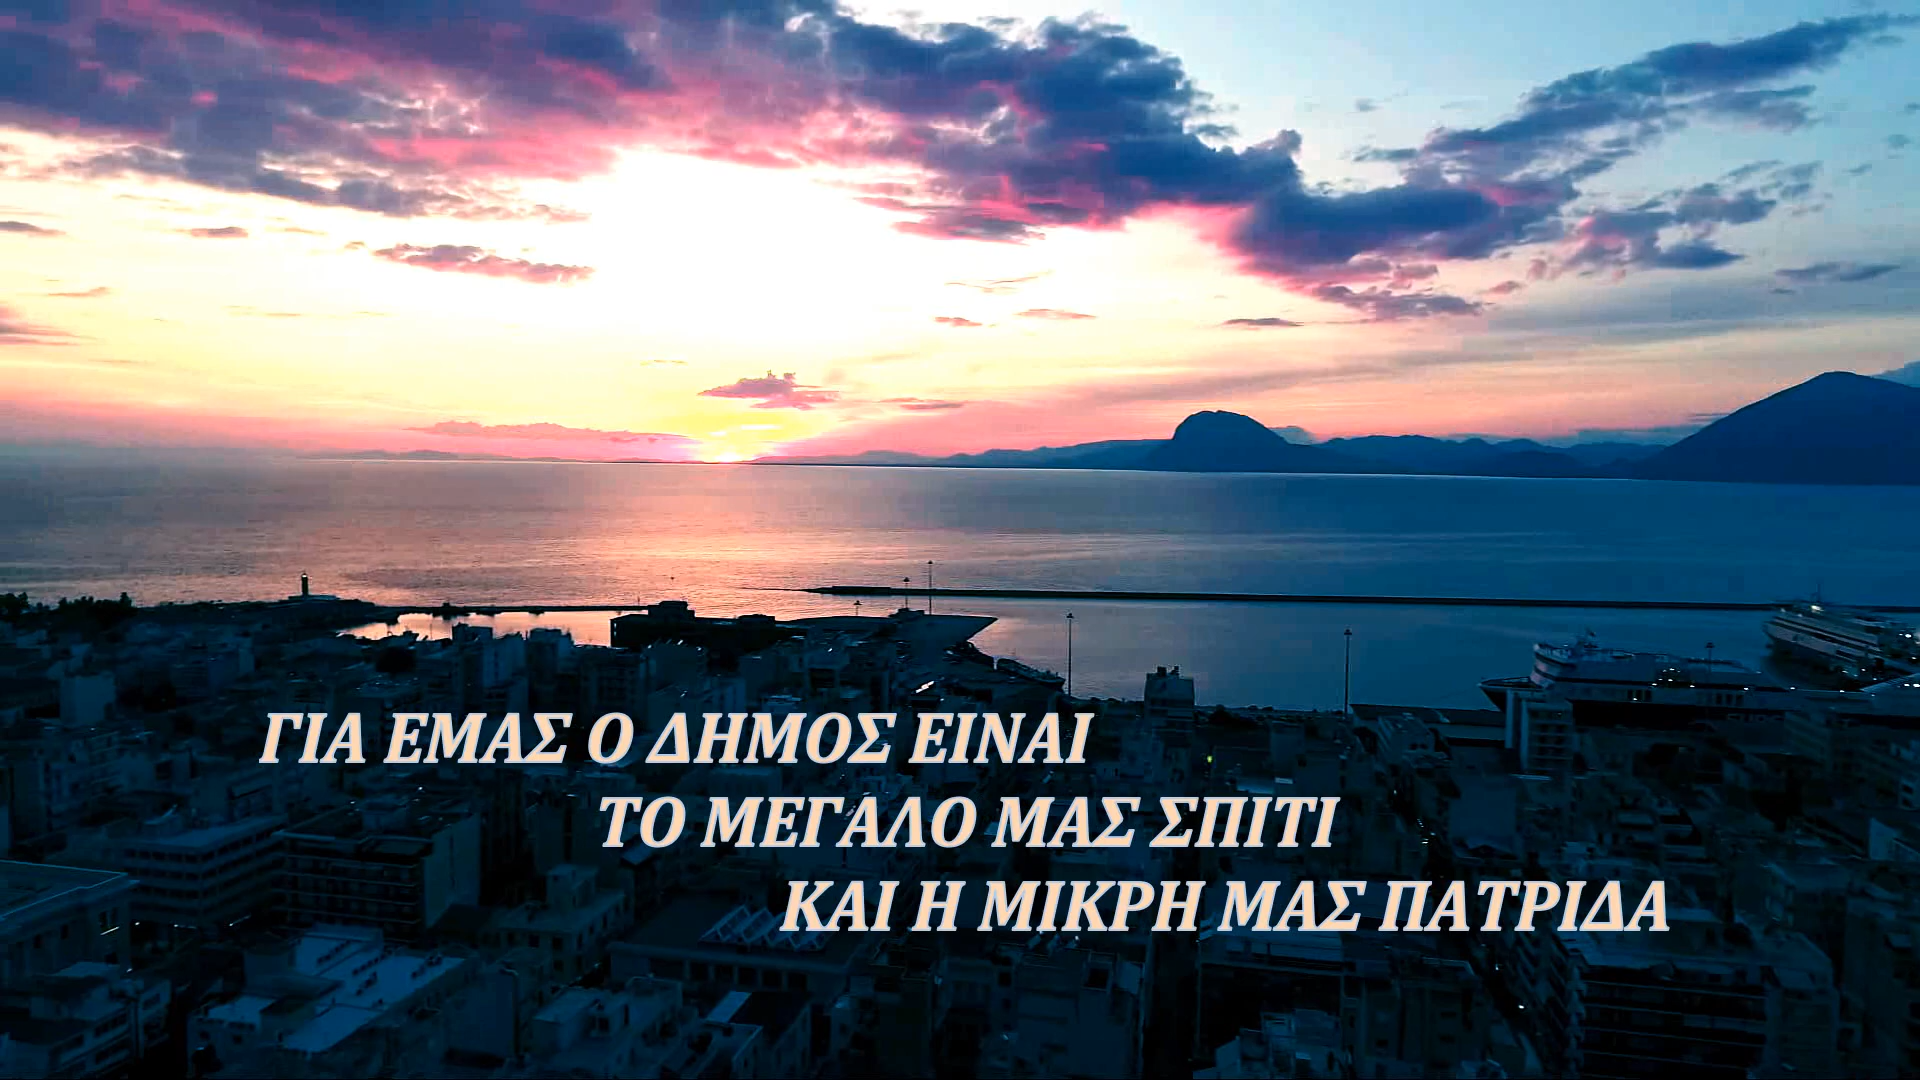 ΓΙΑ ΕΜΑΣ Ο ΔΗΜΟΣ ΕΙΝΑΙ
ΤΟ ΜΕΓΑΛΟ ΜΑΣ ΣΠΙΤΙ
ΚΑΙ Η ΜΙΚΡΗ ΜΑΣ ΠΑΤΡΙΔΑ